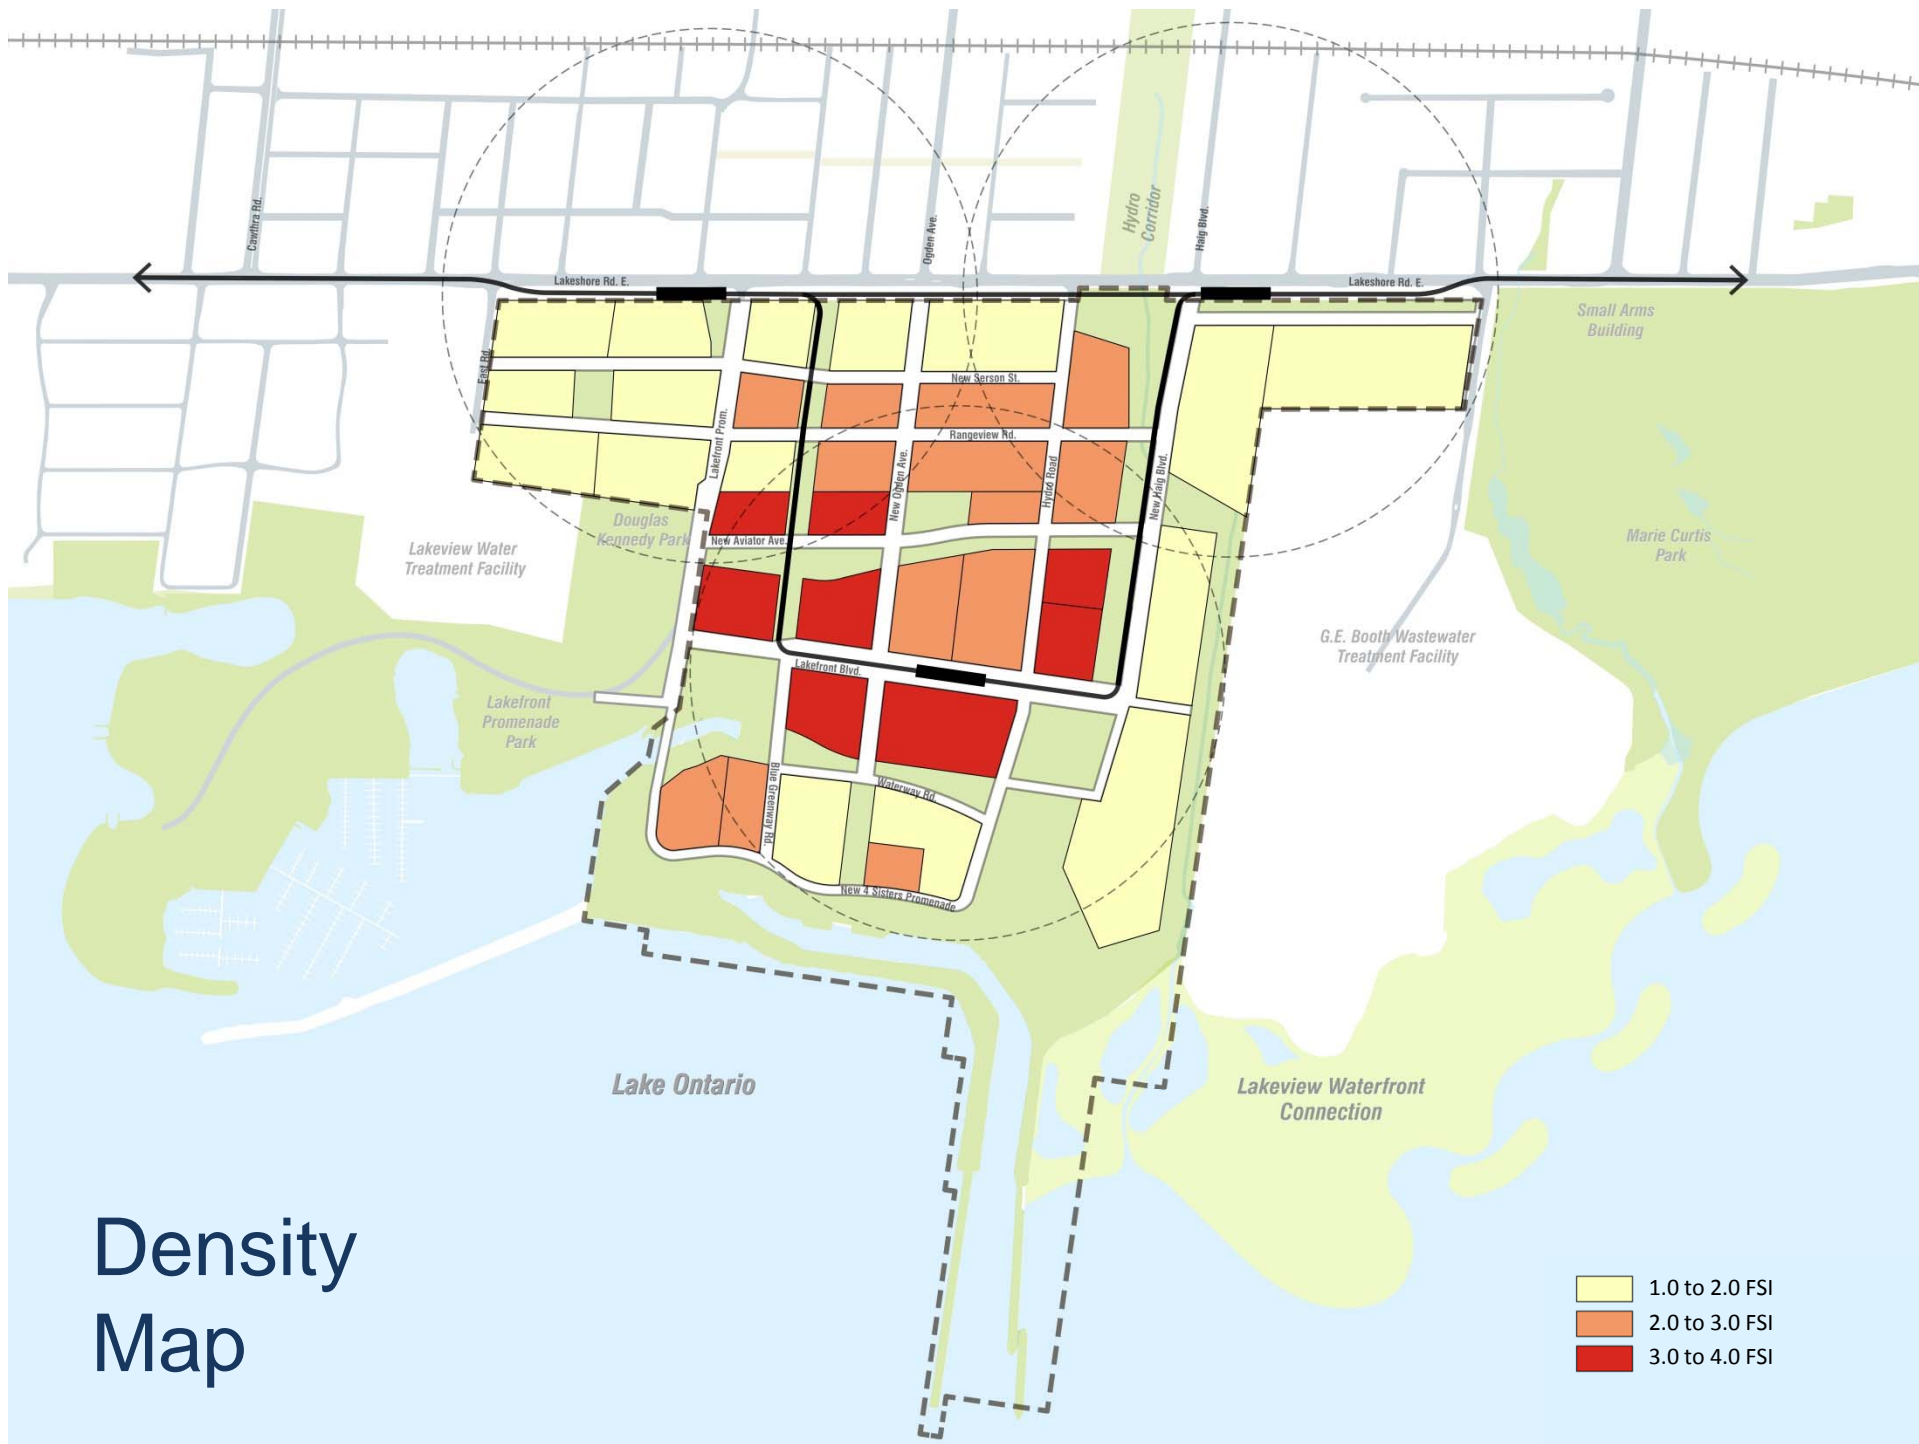 Cawthra Rd.
Ogden Ave.
Hydro
Corridor
Haig Blvd.
Lakeshore Rd. E.
Lakeshore Rd. E.
Small Arms
Building
East Rd.
New Serson St.
Lakefront Prom.
Rangeview Rd.
New Ogden Ave.
Hydro Road
New Haig Blvd.
Douglas
Kennedy Park
New Aviator Ave.
Lakeview Water
Treatment Facility
Marie Curtis
Park
G.E. Booth Wastewater
Treatment Facility
Lakefront Blvd.
Lakefront
Promenade
Park
Blue Greenway Rd.
Waterway Rd.
New 4 Sisters Promenade
Lake Ontario
Lakeview Waterfront
Connection
Density
Map
1.0 to 2.0 FSI
2.0 to 3.0 FSI
3.0 to 4.0 FSI